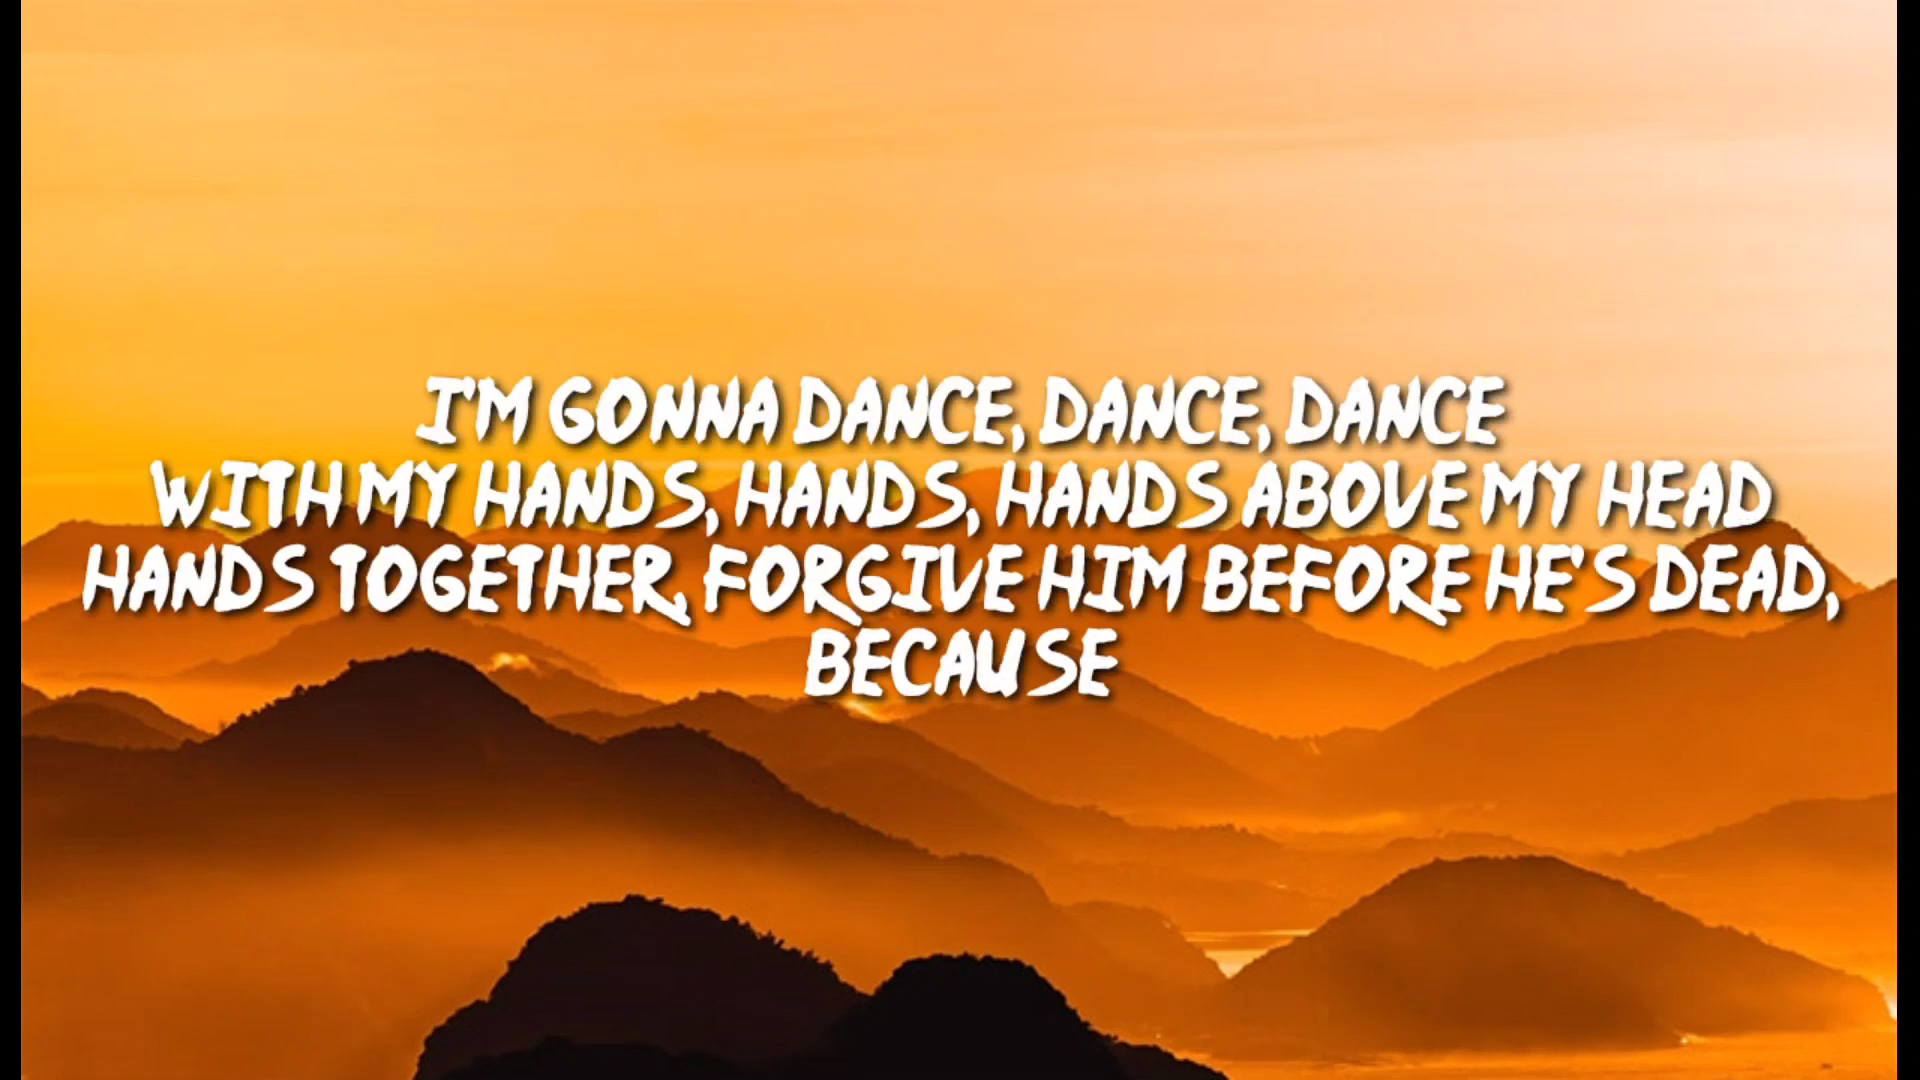 I'M GONNA DANCE, DANCE, DANCE
WITH MY HANDS, HANDS, HANDS ABOVE MY HEAD
HANDS TOGETHER, FORGIVE HIM BEFORE HE'S DEAD,
BECAUSE